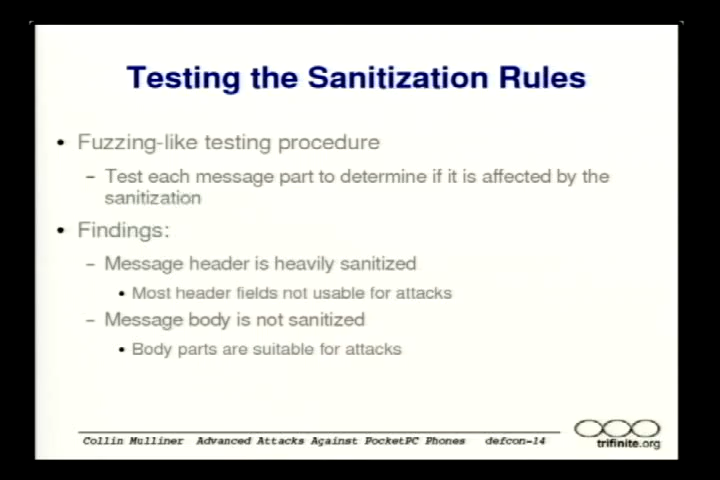 Testing the Sanitization Rules
• Fuzzing-like testing procedure
– Test each message part to determine if it is affected by the
sanitization
• Findings:
– Message header is heavily sanitized
• Most header fields not usable for attacks
– Message body is not sanitized
• Body parts are suitable for attacks
Collin Mulliner Advanced Attacks Against PocketPC Phones defcon-14
trifinite.org